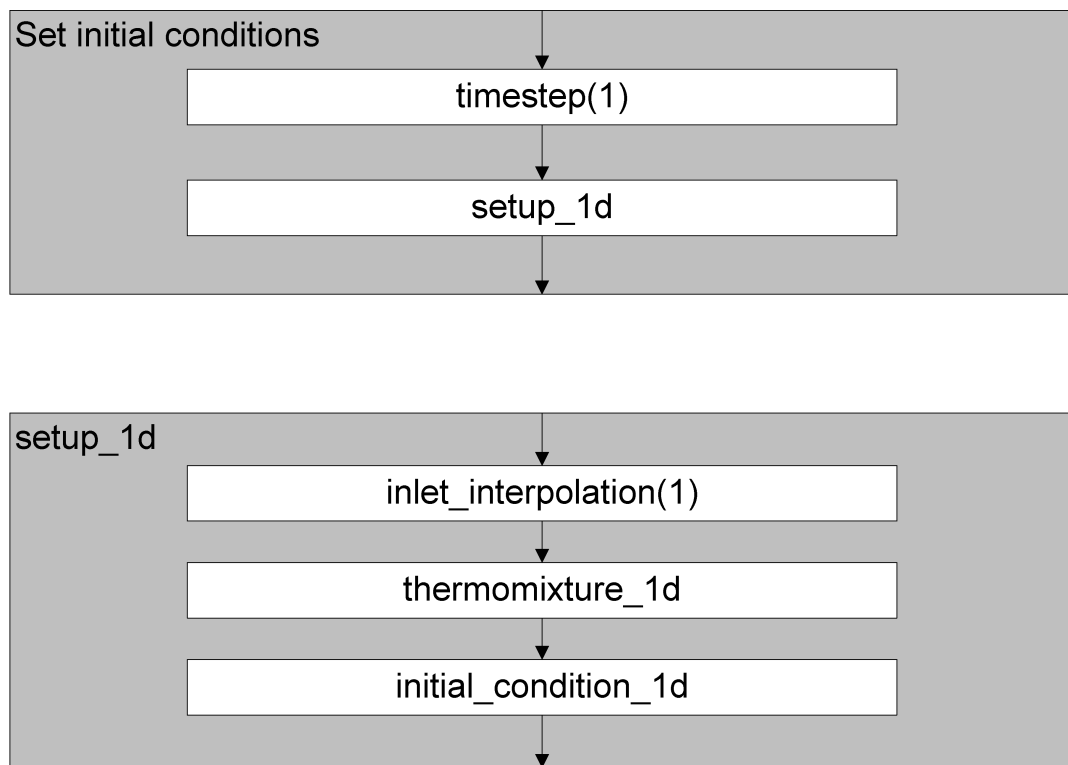 Set initial conditions
timestep(1)
setup_1d
setup_1d
inlet_interpolation(1)
thermomixture_1d
initial_condition_1d